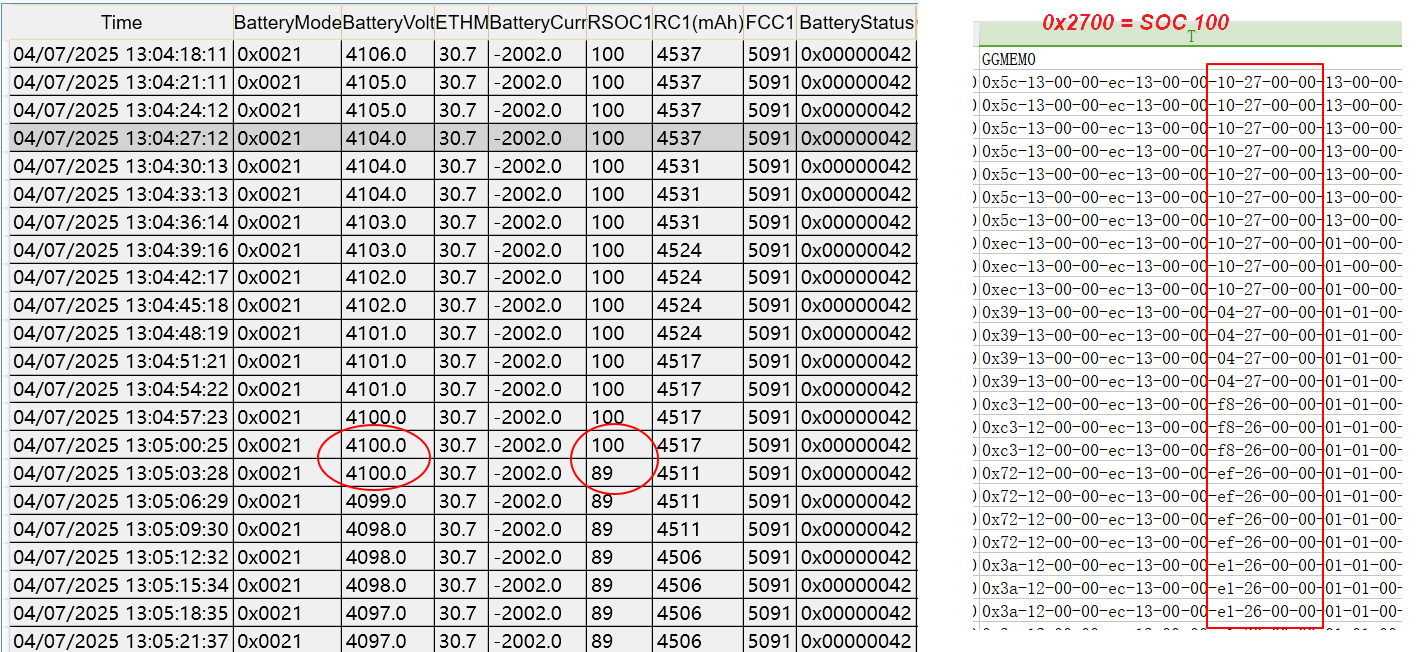 Time BatteryMode BatteryVolt ETHM BatteryCurr RSOC1 RC1(mAh) FCC1 BatteryStatus
04/07/2025 13:04:18:11 0x0021 4106.0 30.7 -2002.0 100 4537 5091 0x00000042
04/07/2025 13:04:21:11 0x0021 4105.0 30.7 -2002.0 100 4537 5091 0x00000042
04/07/2025 13:04:24:12 0x0021 4105.0 30.7 -2002.0 100 4537 5091 0x00000042
04/07/2025 13:04:27:12 0x0021 4104.0 30.7 -2002.0 100 4537 5091 0x00000042
04/07/2025 13:04:30:13 0x0021 4104.0 30.7 -2002.0 100 4531 5091 0x00000042
04/07/2025 13:04:33:13 0x0021 4104.0 30.7 -2002.0 100 4531 5091 0x00000042
04/07/2025 13:04:36:14 0x0021 4103.0 30.7 -2002.0 100 4531 5091 0x00000042
04/07/2025 13:04:39:16 0x0021 4103.0 30.7 -2002.0 100 4524 5091 0x00000042
04/07/2025 13:04:42:17 0x0021 4102.0 30.7 -2002.0 100 4524 5091 0x00000042
04/07/2025 13:04:45:18 0x0021 4102.0 30.7 -2002.0 100 4524 5091 0x00000042
04/07/2025 13:04:48:19 0x0021 4101.0 30.7 -2002.0 100 4524 5091 0x00000042
04/07/2025 13:04:51:21 0x0021 4101.0 30.7 -2002.0 100 4517 5091 0x00000042
04/07/2025 13:04:54:22 0x0021 4101.0 30.7 -2002.0 100 4517 5091 0x00000042
04/07/2025 13:04:57:23 0x0021 4100.0 30.7 -2002.0 100 4517 5091 0x00000042
04/07/2025 13:05:00:25 0x0021 4100.0 30.7 -2002.0 100 4517 5091 0x00000042
04/07/2025 13:05:03:28 0x0021 4100.0 30.7 -2002.0 89 4511 5091 0x00000042
04/07/2025 13:05:06:29 0x0021 4099.0 30.7 -2002.0 89 4511 5091 0x00000042
04/07/2025 13:05:09:30 0x0021 4098.0 30.7 -2002.0 89 4511 5091 0x00000042
04/07/2025 13:05:12:32 0x0021 4098.0 30.7 -2002.0 89 4506 5091 0x00000042
04/07/2025 13:05:15:34 0x0021 4098.0 30.7 -2002.0 89 4506 5091 0x00000042
04/07/2025 13:05:18:35 0x0021 4097.0 30.7 -2002.0 89 4506 5091 0x00000042
04/07/2025 13:05:21:37 0x0021 4097.0 30.7 -2002.0 89 4506 5091 0x00000042
0x2700 = SOC 100
T
GGMEMO
0x5c-13-00-00-ec-13-00-00-10-27-00-00-13-00-00-
0x5c-13-00-00-ec-13-00-00-10-27-00-00-13-00-00-
0x5c-13-00-00-ec-13-00-00-10-27-00-00-13-00-00-
0x5c-13-00-00-ec-13-00-00-10-27-00-00-13-00-00-
0x5c-13-00-00-ec-13-00-00-10-27-00-00-13-00-00-
0x5c-13-00-00-ec-13-00-00-10-27-00-00-13-00-00-
0x5c-13-00-00-ec-13-00-00-10-27-00-00-13-00-00-
0xec-13-00-00-ec-13-00-00-10-27-00-00-01-00-00-
0xec-13-00-00-ec-13-00-00-10-27-00-00-01-00-00-
0xec-13-00-00-ec-13-00-00-10-27-00-00-01-00-00-
0x39-13-00-00-ec-13-00-00-04-27-00-00-01-01-00-
0x39-13-00-00-ec-13-00-00-04-27-00-00-01-01-00-
0x39-13-00-00-ec-13-00-00-04-27-00-00-01-01-00-
0x39-13-00-00-ec-13-00-00-04-27-00-00-01-01-00-
0xc3-12-00-00-ec-13-00-00-f8-26-00-00-01-01-00-
0xc3-12-00-00-ec-13-00-00-f8-26-00-00-01-01-00-
0xc3-12-00-00-ec-13-00-00-f8-26-00-00-01-01-00-
0x72-12-00-00-ec-13-00-00-ef-26-00-00-01-01-00-
0x72-12-00-00-ec-13-00-00-ef-26-00-00-01-01-00-
0x72-12-00-00-ec-13-00-00-ef-26-00-00-01-01-00-
0x72-12-00-00-ec-13-00-00-ef-26-00-00-01-01-00-
0x3a-12-00-00-ec-13-00-00-e1-26-00-00-01-01-00-
0x3a-12-00-00-ec-13-00-00-e1-26-00-00-01-01-00-
0x3a-12-00-00-ec-13-00-00-e1-26-00-00-01-01-00-